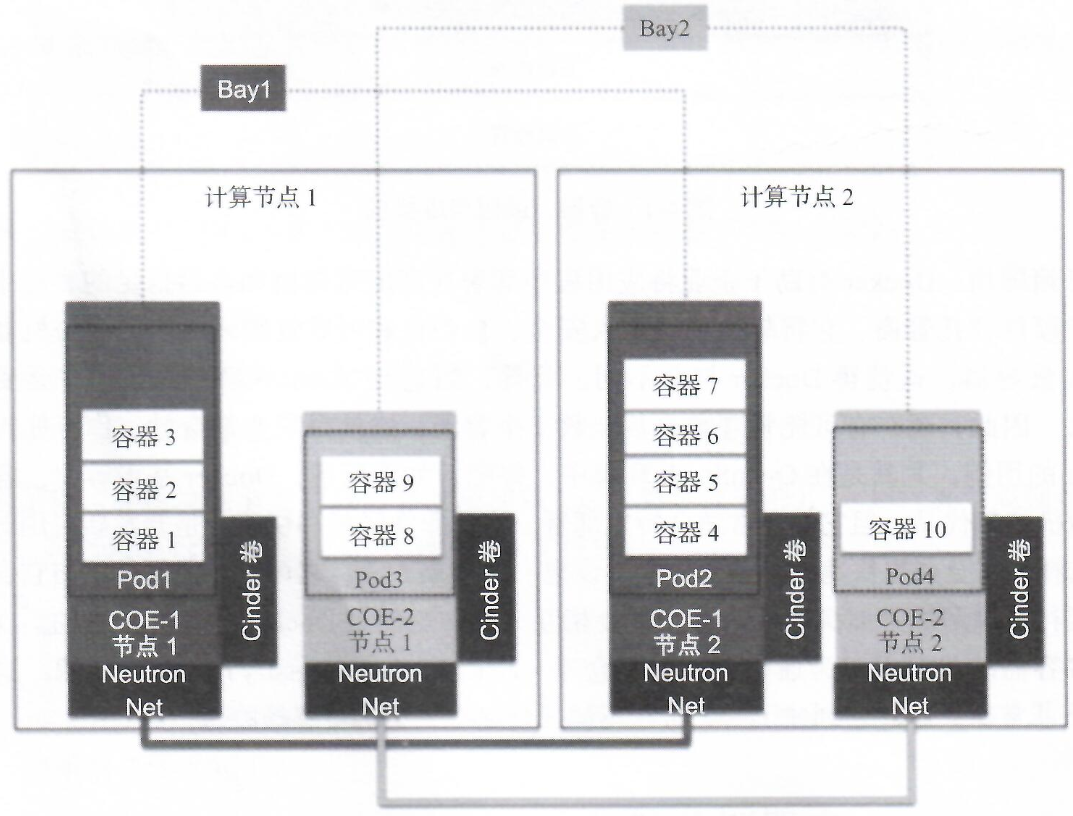 Bay2
Bay1
计算节点 1
容器 3
容器 2
容器 1
Pod1
COE-1
节点 1
Neutron
Net
Cinder 卷
容器 9
容器 8
Pod3
COE-2
节点 1
Neutron
Net
Cinder 卷
计算节点 2
容器 7
容器 6
容器 5
容器 4
Pod2
COE-1
节点 2
Neutron
Net
Cinder 卷
容器 10
Pod4
COE-2
节点 2
Neutron
Net
Cinder 卷